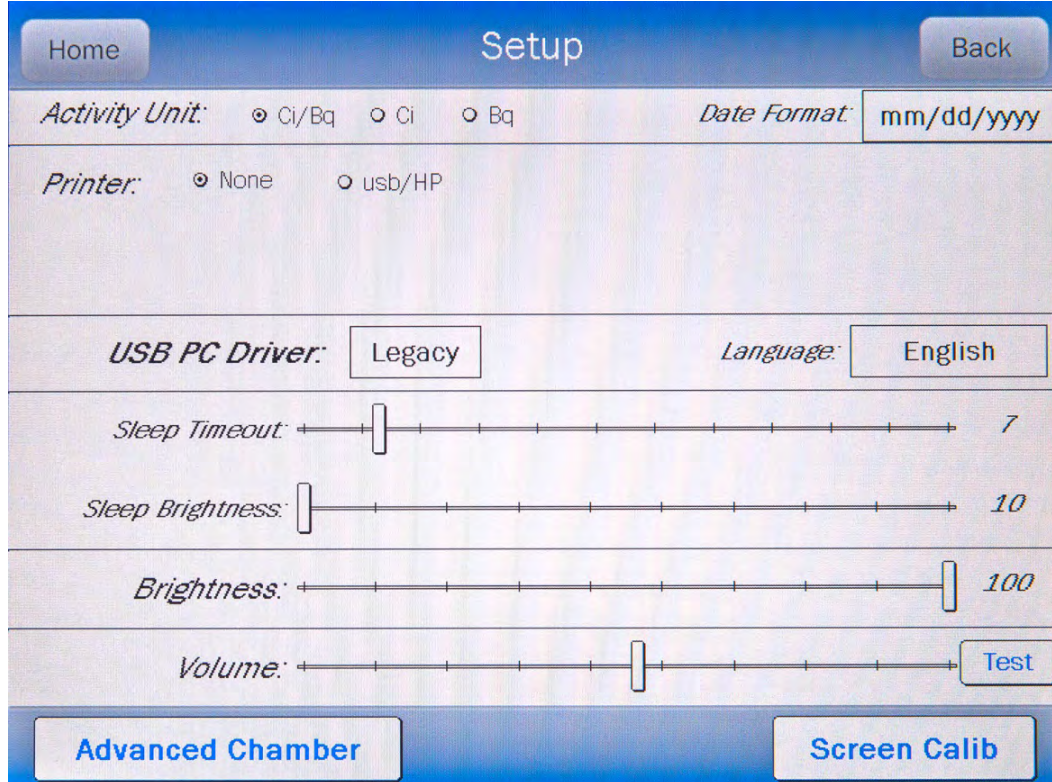 Home Setup Back
Activity Unit: Ci/Bq Ci Bq Date Format: mm/dd/yyyy
Printer: None usb/HP
USB PC Driver: Legacy Language: English
Sleep Timeout: 7
Sleep Brightness: 10
Brightness: 100
Volume: Test
Advanced Chamber Screen Calib